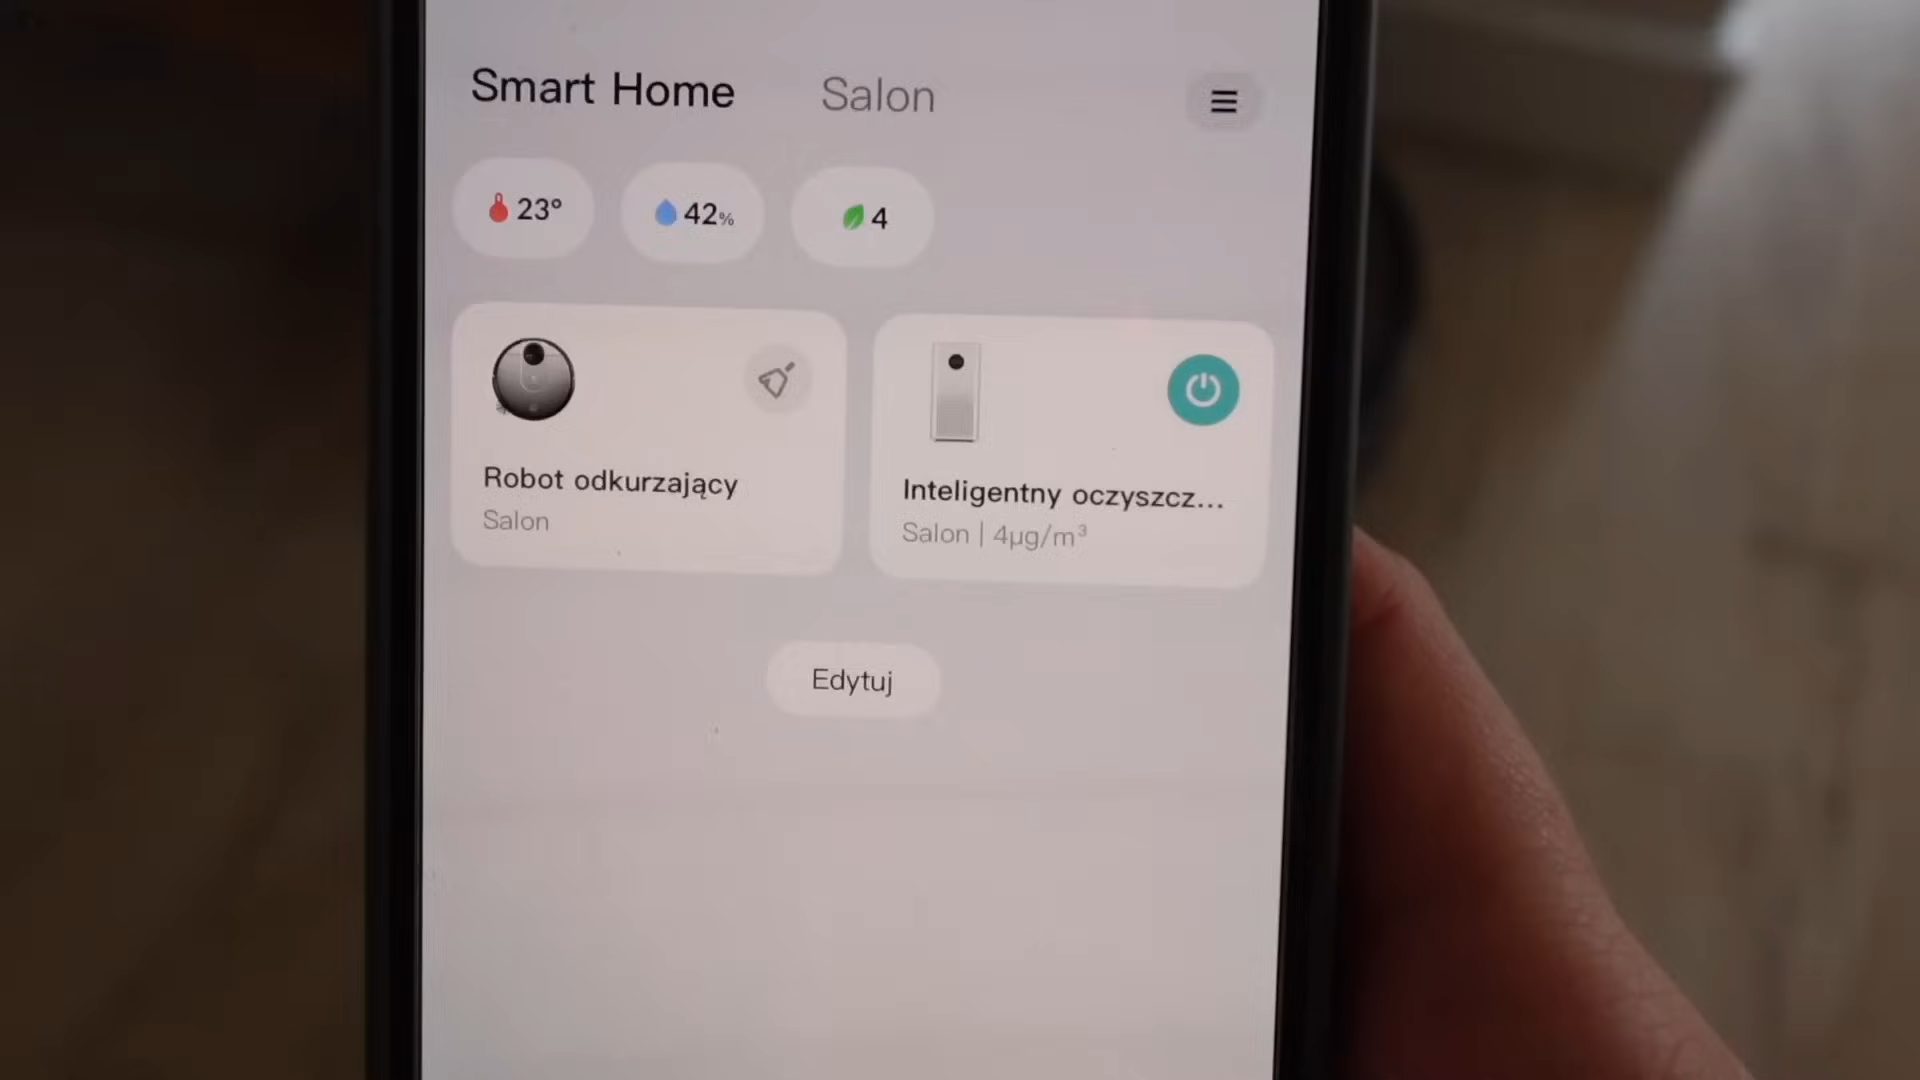 Smart Home
Salon
23°
42%
4
Robot odkurzający
Salon
Inteligentny oczyszcz...
Salon | 4µg/m³
Edytuj